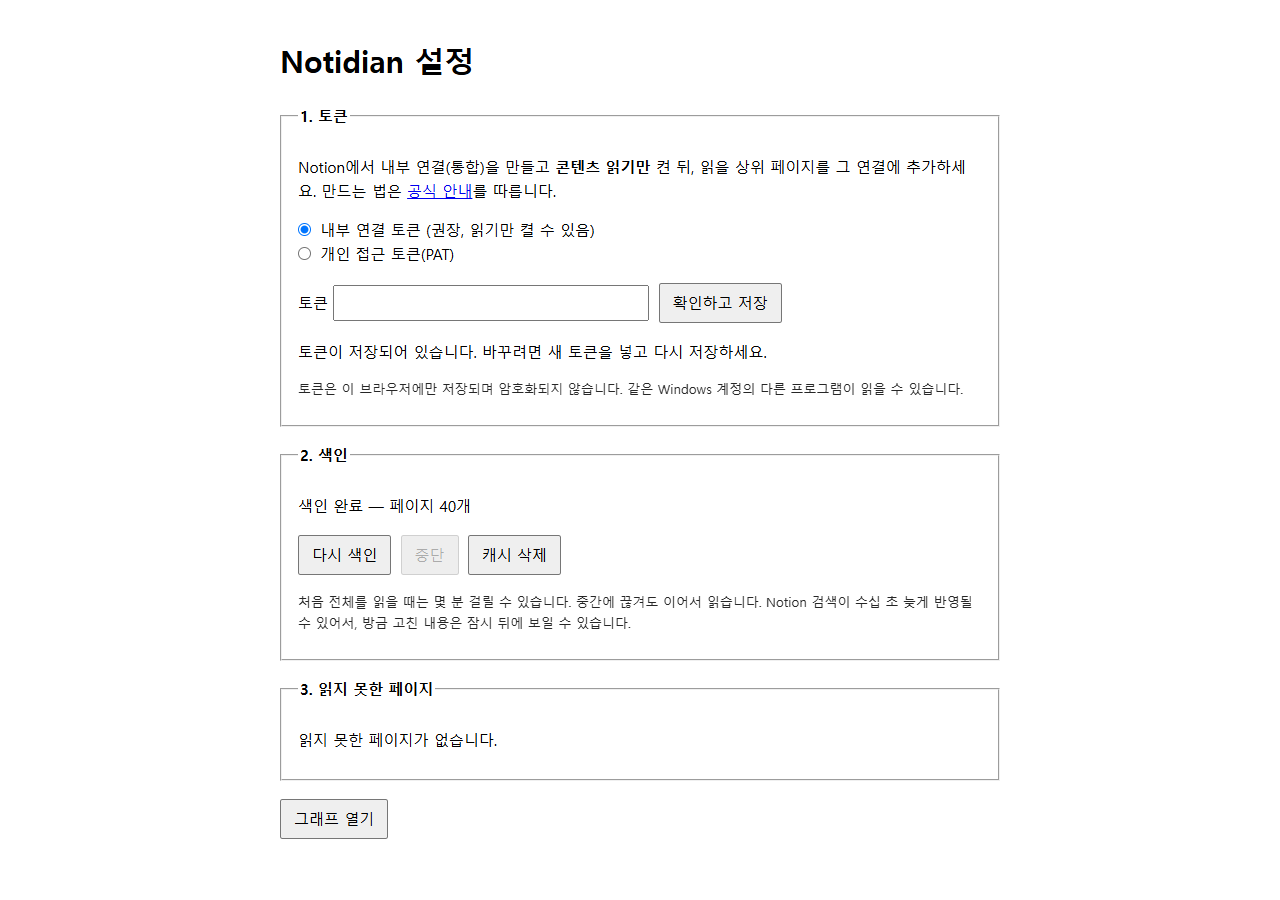 Notidian 설정
1. 토큰
Notion에서 내부 연결(통합)을 만들고 콘텐츠 읽기만 켠 뒤, 읽을 상위 페이지를 그 연결에 추가하세
요. 만드는 법은 공식 안내를 따릅니다.
내부 연결 토큰 (권장, 읽기만 켤 수 있음)
개인 접근 토큰(PAT)
토큰 확인하고 저장
토큰이 저장되어 있습니다. 바꾸려면 새 토큰을 넣고 다시 저장하세요.
토큰은 이 브라우저에만 저장되며 암호화되지 않습니다. 같은 Windows 계정의 다른 프로그램이 읽을 수 있습니다.
2. 색인
색인 완료 — 페이지 40개
다시 색인 중단 캐시 삭제
처음 전체를 읽을 때는 몇 분 걸릴 수 있습니다. 중간에 끊겨도 이어서 읽습니다. Notion 검색이 수십 초 늦게 반영될
수 있어서, 방금 고친 내용은 잠시 뒤에 보일 수 있습니다.
3. 읽지 못한 페이지
읽지 못한 페이지가 없습니다.
그래프 열기